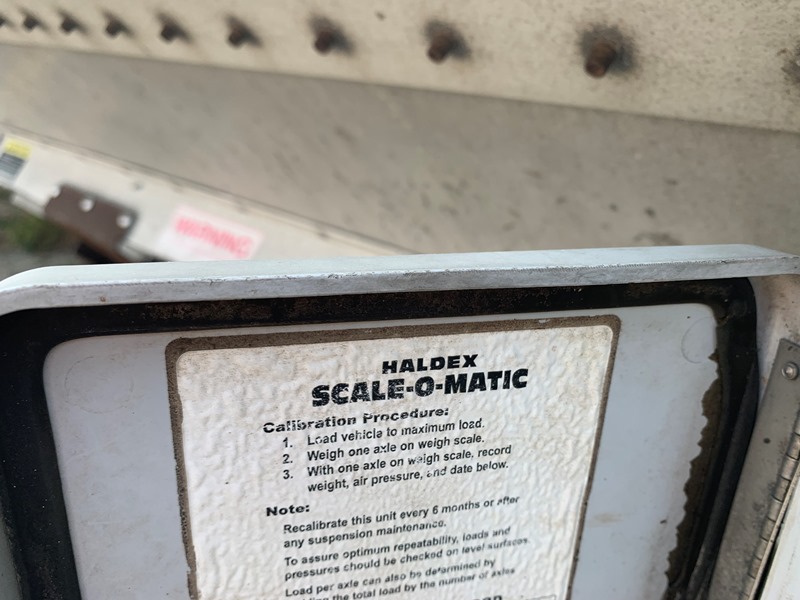 WARNING
HALDEX
SCALE-O-MATIC
Calibration Procedure:
1. Load vehicle to maximum load.
2. Weigh one axle on weigh scale.
3. With one axle on weigh scale, record
weight, air pressure, and date below.
Note:
Recalibrate this unit every 6 months or after
any suspension maintenance.
To assure optimum repeatability, loads and
pressures should be checked on level surfaces.
Load per axle can also be determined by
the total load by the number of axles